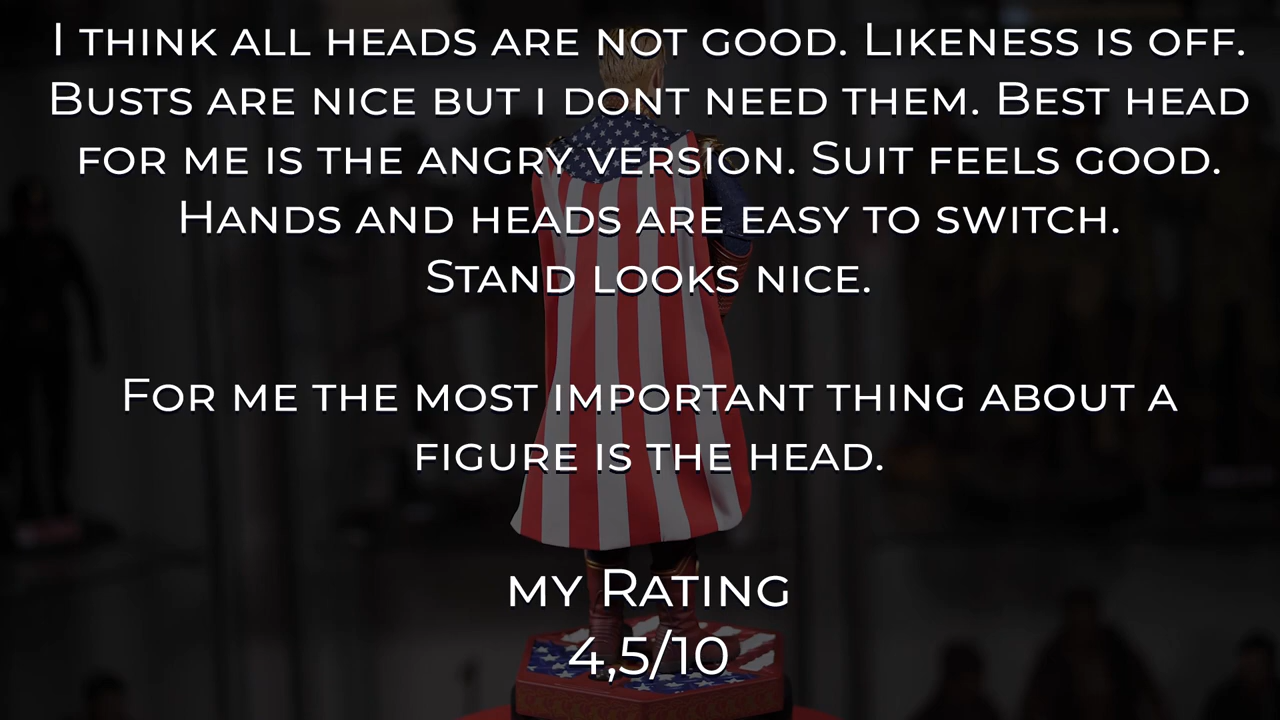 I THINK ALL HEADS ARE NOT GOOD. LIKENESS IS OFF.
BUSTS ARE NICE BUT I DONT NEED THEM. BEST HEAD
FOR ME IS THE ANGRY VERSION. SUIT FEELS GOOD.
HANDS AND HEADS ARE EASY TO SWITCH.
STAND LOOKS NICE.
FOR ME THE MOST IMPORTANT THING ABOUT A
FIGURE IS THE HEAD.
MY RATING
4,5/10